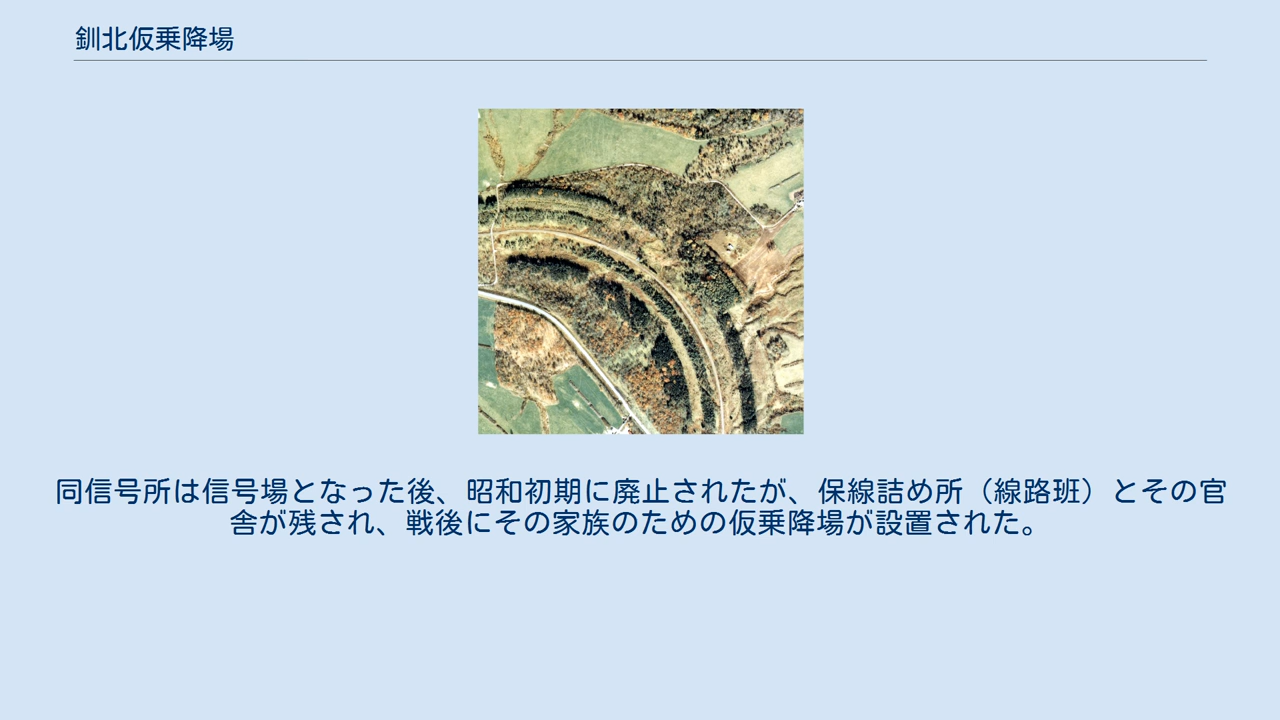 釧北仮乗降場
同信号所は信号場となった後、昭和初期に廃止されたが、保線詰め所（線路班）とその官
舎が残され、戦後にその家族のための仮乗降場が設置された。